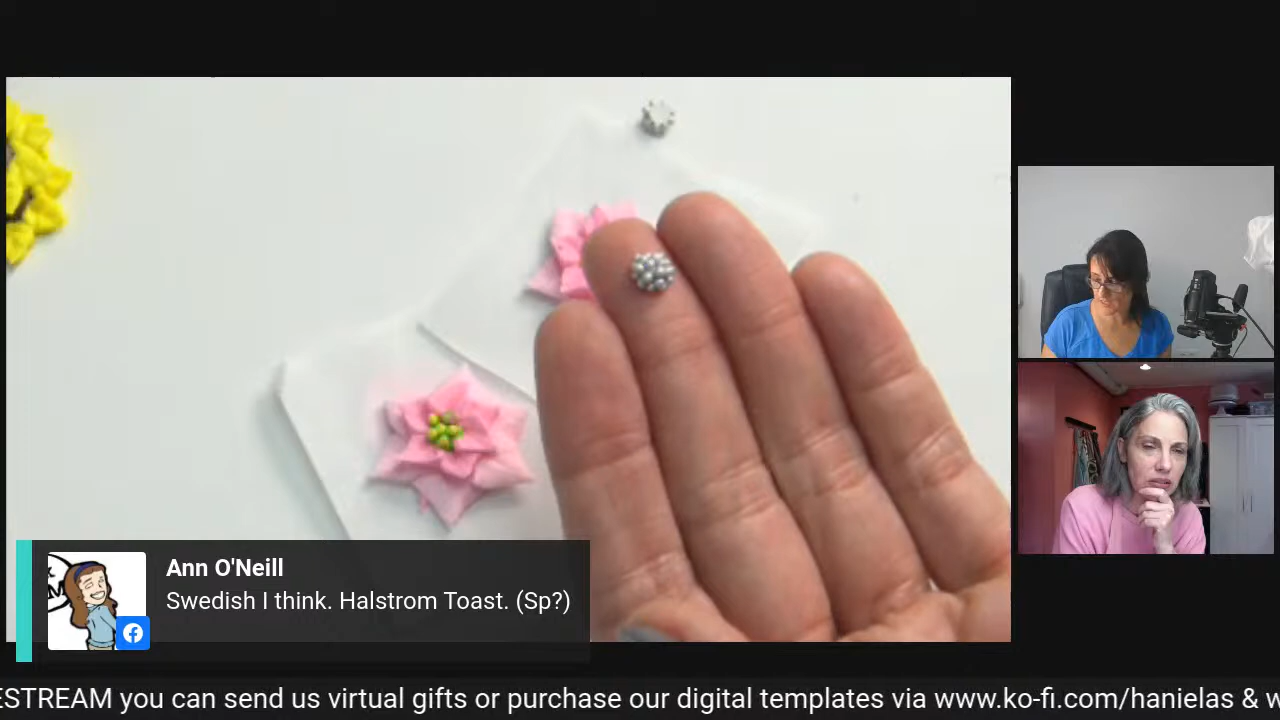 Ann O'Neill
Swedish I think. Halstrom Toast. (Sp?)
ESTREAM you can send us virtual gifts or purchase our digital templates via www.ko-fi.com/hanielas & w